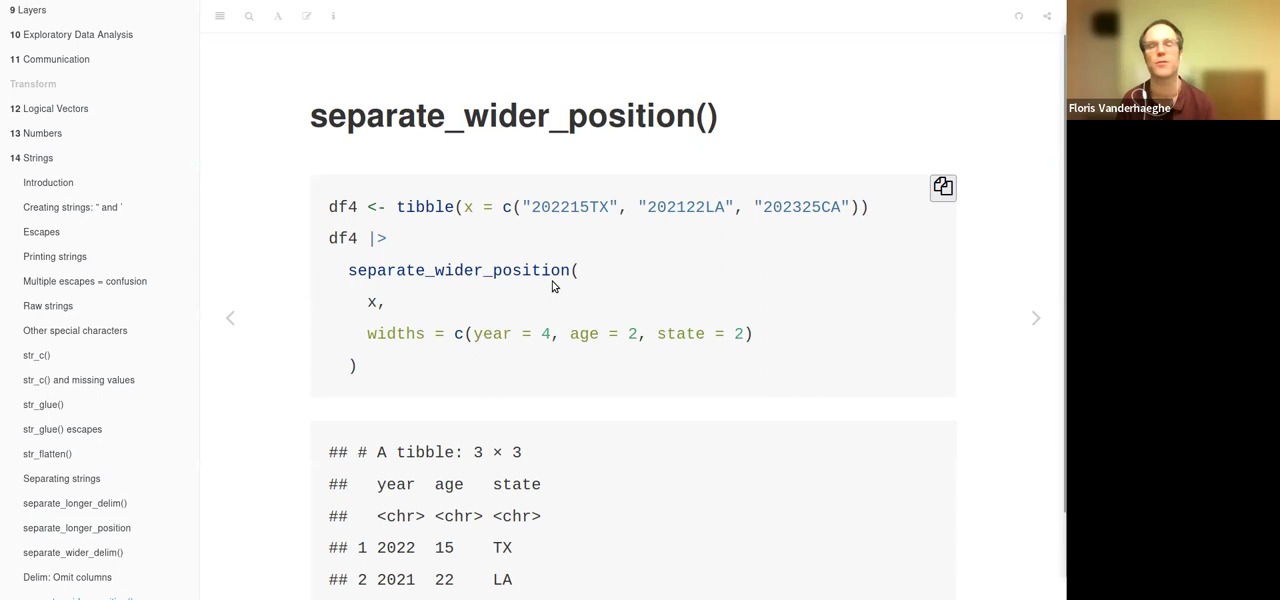 9 Layers
10 Exploratory Data Analysis
11 Communication
Transform
12 Logical Vectors
13 Numbers
14 Strings
Introduction
Creating strings: " and '
Escapes
Printing strings
Multiple escapes = confusion
Raw strings
Other special characters
str_c()
str_c() and missing values
str_glue()
str_glue() escapes
str_flatten()
Separating strings
separate_longer_delim()
separate_longer_position
separate_wider_delim()
Delim: Omit columns
separate_wider_position()
df4 <- tibble(x = c("202215TX", "202122LA", "202325CA"))
df4 |>
separate_wider_position(
x,
widths = c(year = 4, age = 2, state = 2)
)
## # A tibble: 3 × 3
## year age state
## <chr> <chr> <chr>
## 1 2022 15 TX
## 2 2021 22 LA
Floris Vanderhaeghe